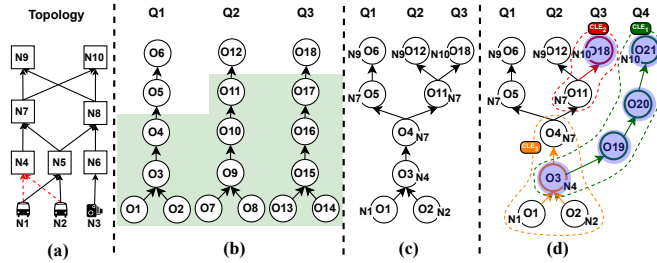 Topology
N9
N10
N7
N8
N4
N5
N6
N1
N2
N3
(a)
Q1
Q2
Q3
O6
O12
O18
O5
O11
O17
O4
O10
O16
O3
O9
O15
O1
O2
O7
O8
O13
O14
(b)
Q1
Q2
Q3
N9
O6
N9
O12
N10
O18
N7
O5
N7
O11
O4
N7
O3
N4
N1
O1
O2
N2
(c)
Q1
Q2
Q3
Q4
CLE2
CLE1
N9
O6
N9
O12
N10
O18
N10
O21
N7
O5
N7
O11
O20
O4
N7
O19
O3
N4
N1
O1
O2
N2
(d)